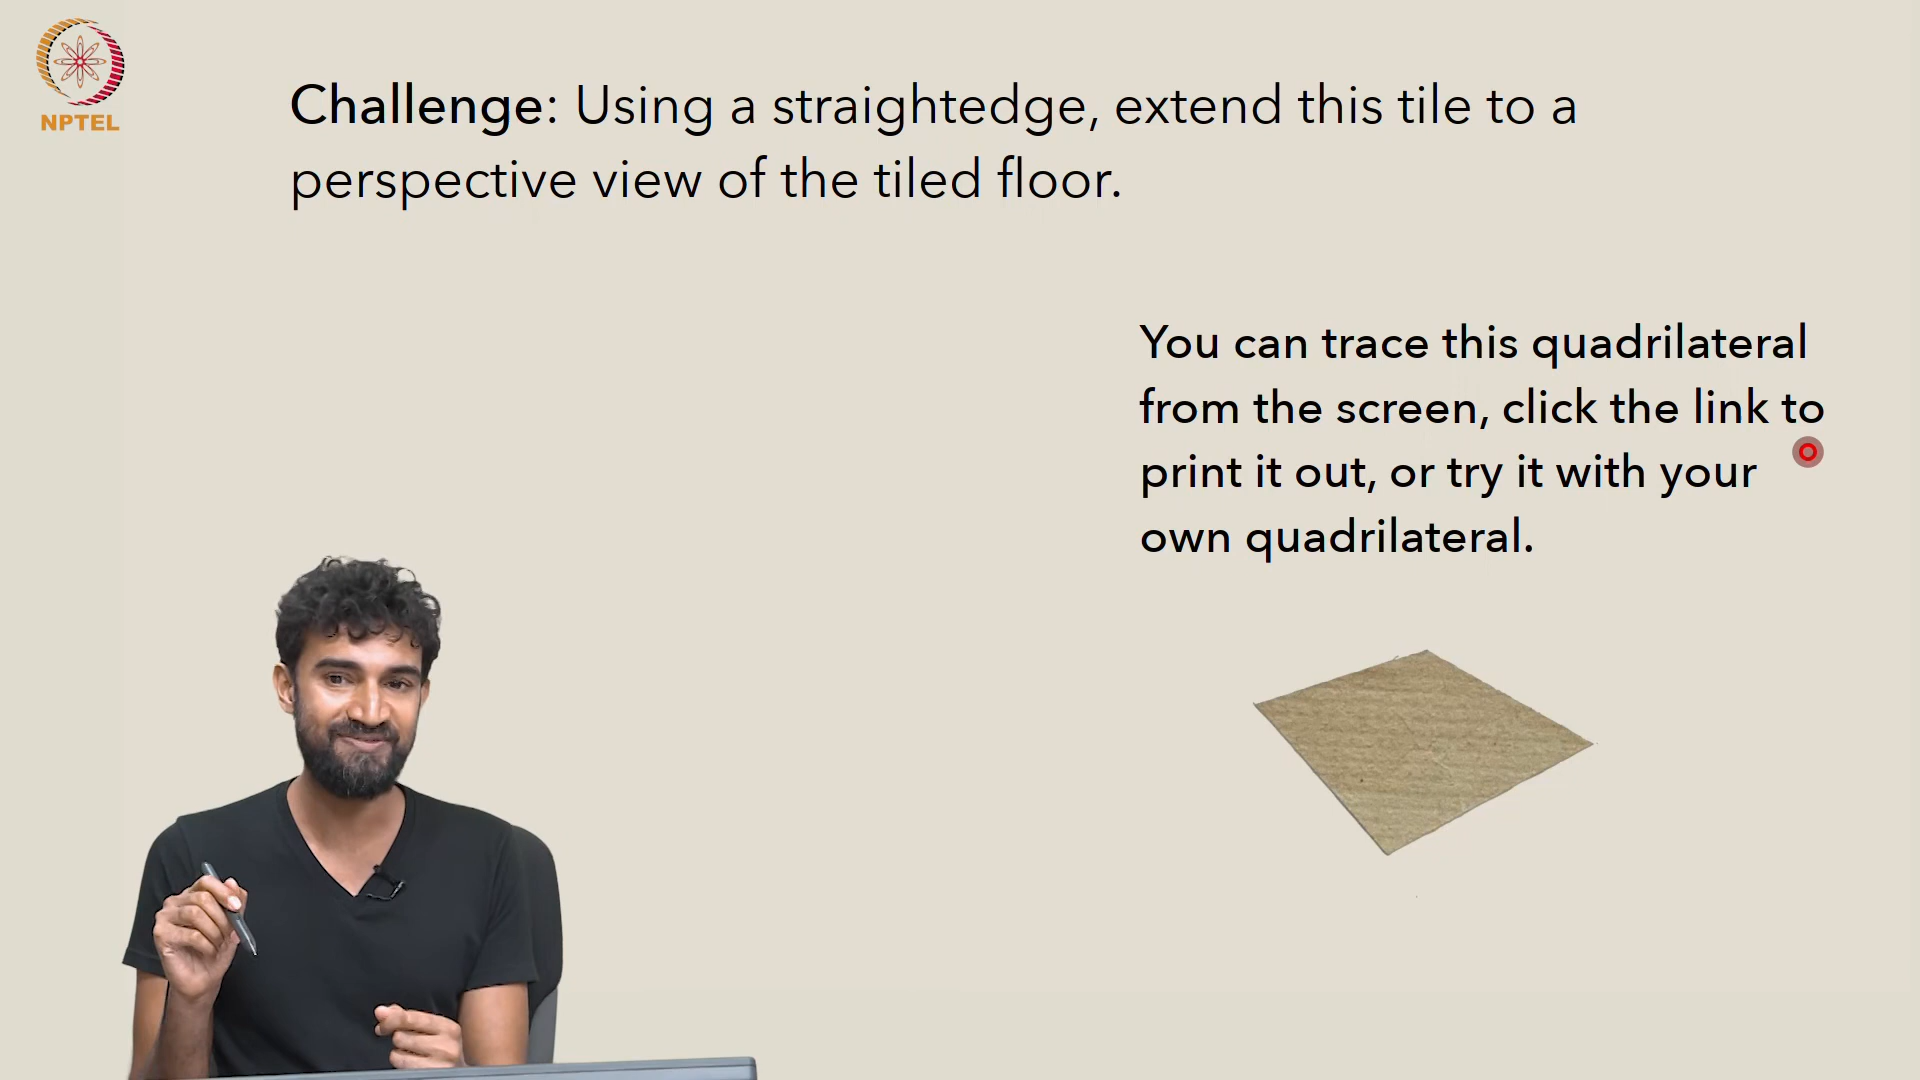 NPTEL
Challenge: Using a straightedge, extend this tile to a
perspective view of the tiled floor.
You can trace this quadrilateral
from the screen, click the link to
print it out, or try it with your
own quadrilateral.